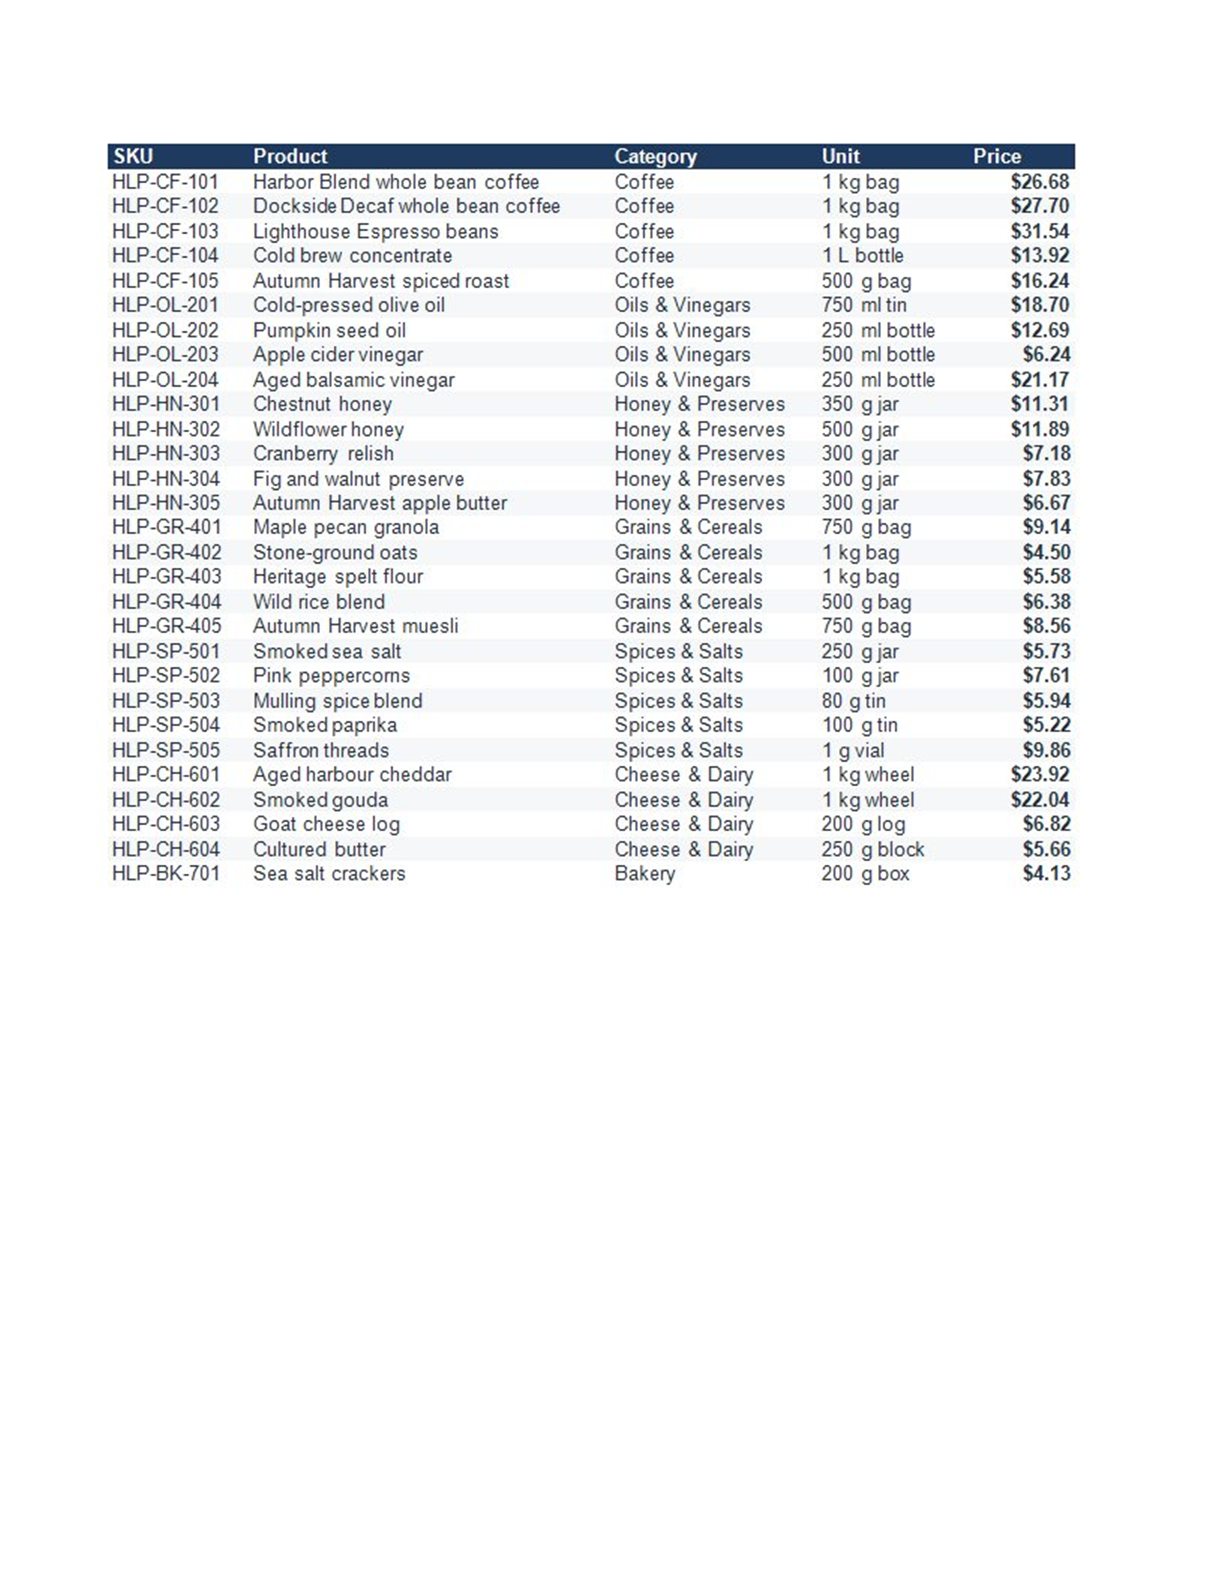 SKU Product Category Unit Price
HLP-CF-101 Harbor Blend whole bean coffee Coffee 1 kg bag $26.68
HLP-CF-102 Dockside Decaf whole bean coffee Coffee 1 kg bag $27.70
HLP-CF-103 Lighthouse Espresso beans Coffee 1 kg bag $31.54
HLP-CF-104 Cold brew concentrate Coffee 1 L bottle $13.92
HLP-CF-105 Autumn Harvest spiced roast Coffee 500 g bag $16.24
HLP-OL-201 Cold-pressed olive oil Oils & Vinegars 750 ml tin $18.70
HLP-OL-202 Pumpkin seed oil Oils & Vinegars 250 ml bottle $12.69
HLP-OL-203 Apple cider vinegar Oils & Vinegars 500 ml bottle $6.24
HLP-OL-204 Aged balsamic vinegar Oils & Vinegars 250 ml bottle $21.17
HLP-HN-301 Chestnut honey Honey & Preserves 350 g jar $11.31
HLP-HN-302 Wildflower honey Honey & Preserves 500 g jar $11.89
HLP-HN-303 Cranberry relish Honey & Preserves 300 g jar $7.18
HLP-HN-304 Fig and walnut preserve Honey & Preserves 300 g jar $7.83
HLP-HN-305 Autumn Harvest apple butter Honey & Preserves 300 g jar $6.67
HLP-GR-401 Maple pecan granola Grains & Cereals 750 g bag $9.14
HLP-GR-402 Stone-ground oats Grains & Cereals 1 kg bag $4.50
HLP-GR-403 Heritage spelt flour Grains & Cereals 1 kg bag $5.58
HLP-GR-404 Wild rice blend Grains & Cereals 500 g bag $6.38
HLP-GR-405 Autumn Harvest muesli Grains & Cereals 750 g bag $8.56
HLP-SP-501 Smoked sea salt Spices & Salts 250 g jar $5.73
HLP-SP-502 Pink peppercorns Spices & Salts 100 g jar $7.61
HLP-SP-503 Mulling spice blend Spices & Salts 80 g tin $5.94
HLP-SP-504 Smoked paprika Spices & Salts 100 g tin $5.22
HLP-SP-505 Saffron threads Spices & Salts 1 g vial $9.86
HLP-CH-601 Aged harbour cheddar Cheese & Dairy 1 kg wheel $23.92
HLP-CH-602 Smoked gouda Cheese & Dairy 1 kg wheel $22.04
HLP-CH-603 Goat cheese log Cheese & Dairy 200 g log $6.82
HLP-CH-604 Cultured butter Cheese & Dairy 250 g block $5.66
HLP-BK-701 Sea salt crackers Bakery 200 g box $4.13